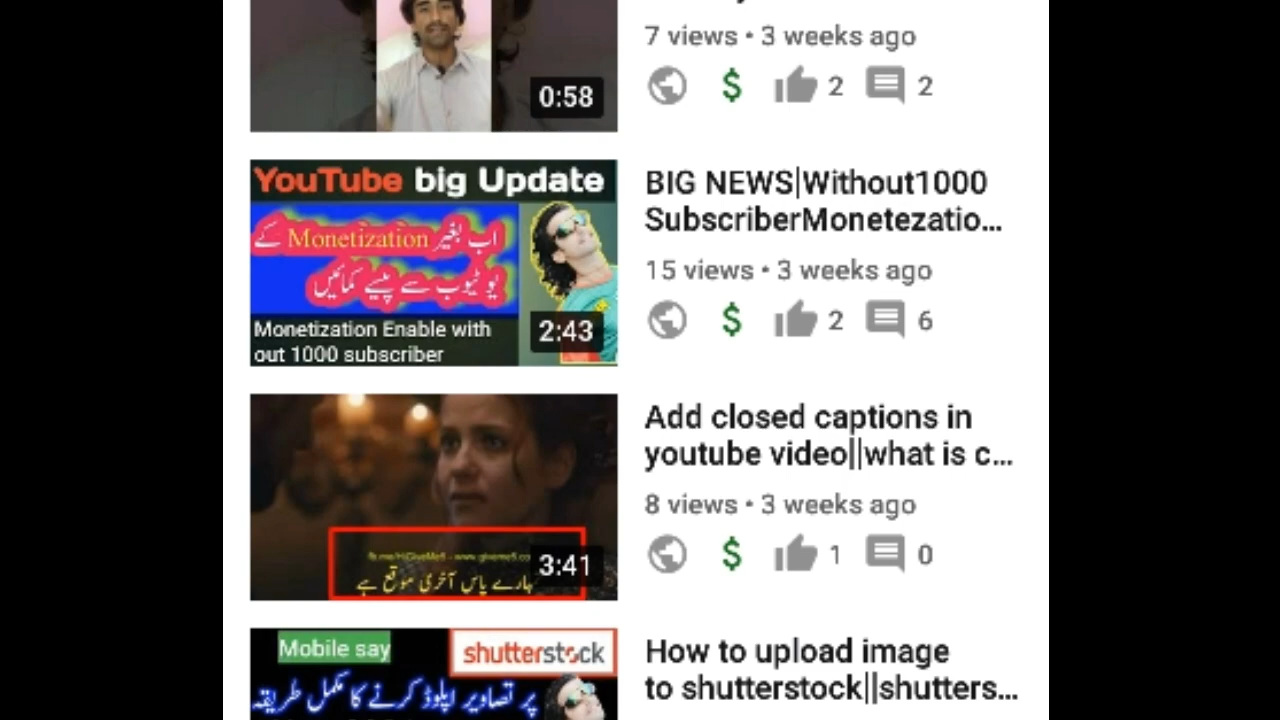 7 views • 3 weeks ago
0:58
2
2
YouTube big Update
اب بغیر Monetization کے
یو ٹیوب سے پیسے کمائیں
Monetization Enable with
out 1000 subscriber
2:43
BIG NEWS|Without1000
SubscriberMonetezatio...
15 views • 3 weeks ago
2
6
3:41
ہمارے پاس آخری موقع ہے
Add closed captions in
youtube video||what is c...
8 views • 3 weeks ago
1
0
Mobile say
shutterstock
پر تصاویر اپلوڈ کرنے کا مکمل طریقہ
How to upload image
to shutterstock||shutters...